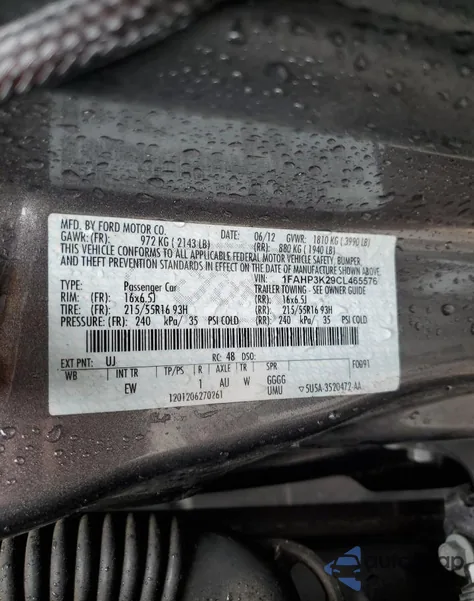 MFD. BY FORD MOTOR CO. DATE: 06/12 GVWR: 1810 KG ( 3990 LB)
GAWR: (FR): 972 KG ( 2143 LB) (RR): 880 KG ( 1940 LB)
THIS VEHICLE CONFORMS TO ALL APPLICABLE FEDERAL MOTOR VEHICLE SAFETY, BUMPER,
AND THEFT PREVENTION STANDARDS IN EFFECT ON THE DATE OF MANUFACTURE SHOWN ABOVE.
VIN: 1FAHP3K29CL465576
TYPE: Passenger Car TRAILER TOWING - SEE OWNER GUIDE
RIM: (FR): 16x6.5J (RR): 16x6.5J
TIRE: (FR): 215/55R16 93H (RR): 215/55R16 93H
PRESSURE: (FR): 240 kPa/ 35 PSI COLD (RR): 240 kPa/ 35 PSI COLD
EXT PNT: UJ RC: 48 DSO: F0091
WB INT TR TP/PS R AXLE TR SPR
EW 1 AU W GGGG
UMU ▽ 5U5A-3520472-AA
1201206270261